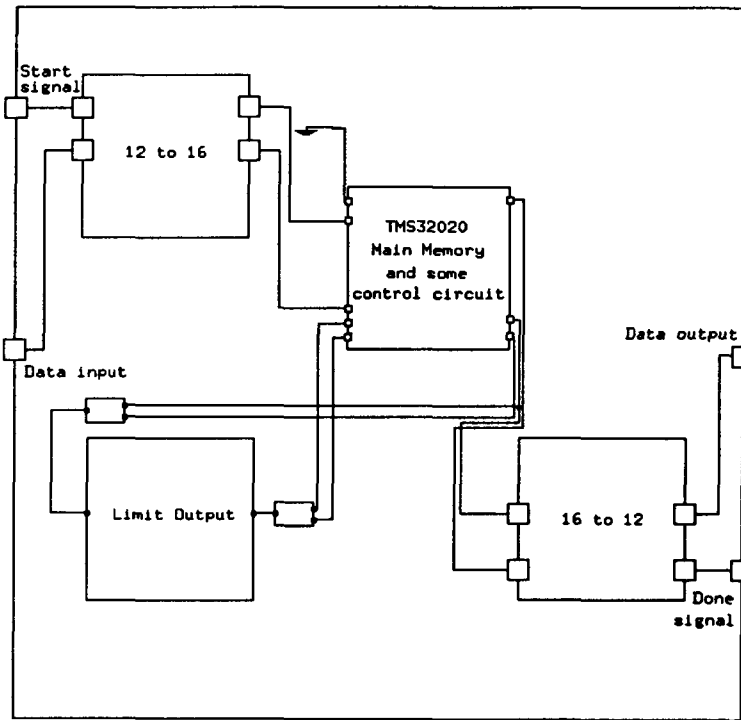 Start
signal
12 to 16
TMS32020
Main Memory
and some
control circuit
Data output
Data input
Limit Output
16 to 12
Done
signal